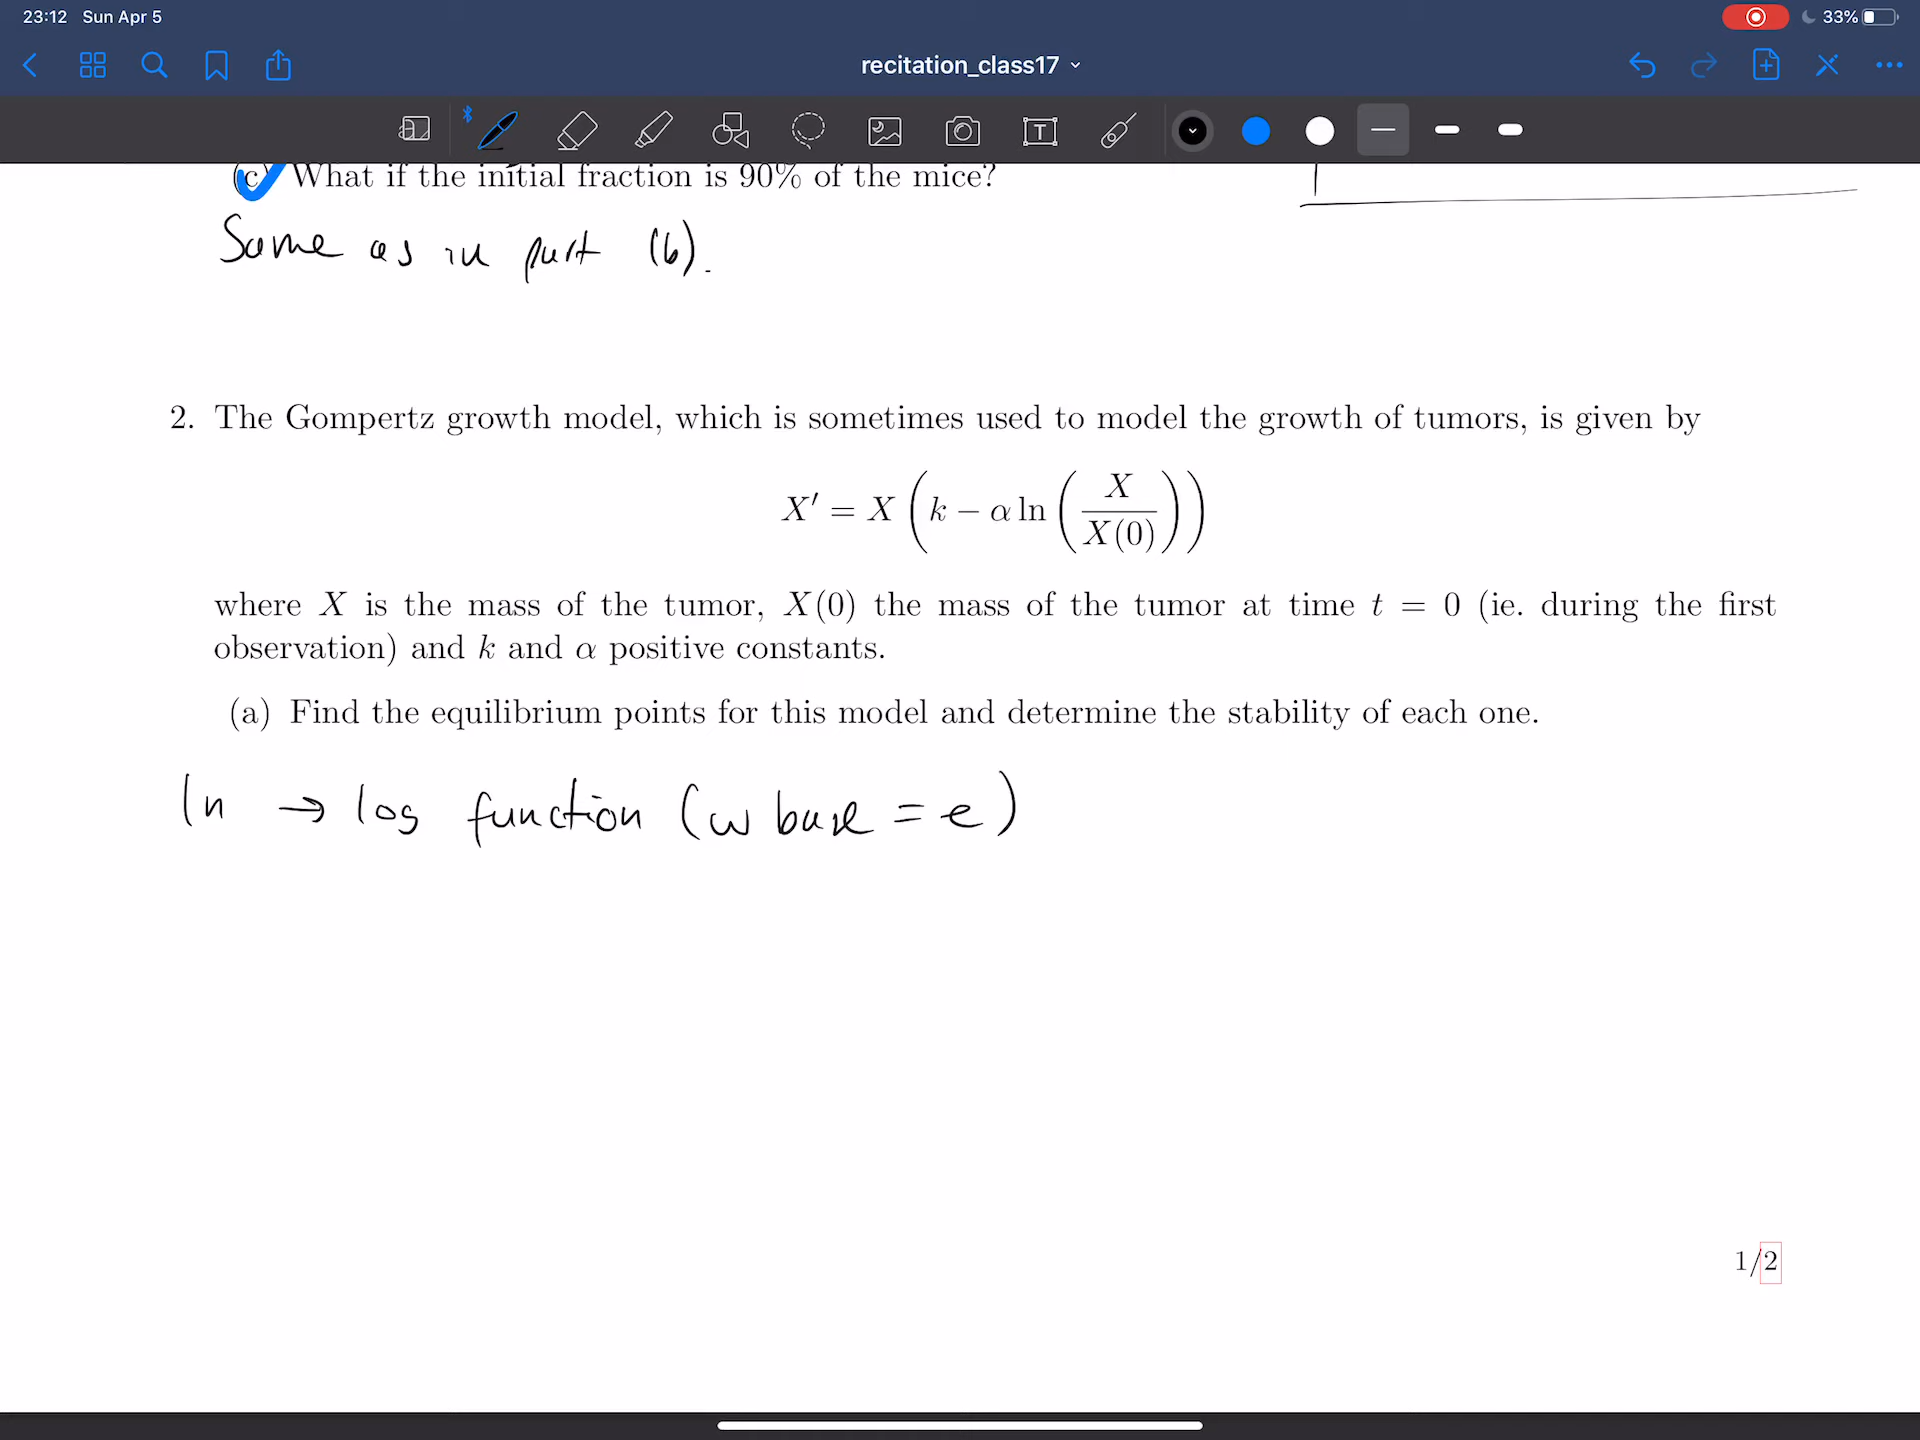 23:12 Sun Apr 5
33%
recitation_class17
(c) What if the initial fraction is 90% of the mice?
Same as in part (b).
2. The Gompertz growth model, which is sometimes used to model the growth of tumors, is given by
X′ = X (k − α ln (X / X(0)))
where X is the mass of the tumor, X(0) the mass of the tumor at time t = 0 (ie. during the first
observation) and k and α positive constants.
(a) Find the equilibrium points for this model and determine the stability of each one.
ln → log function (w base = e)
1/2